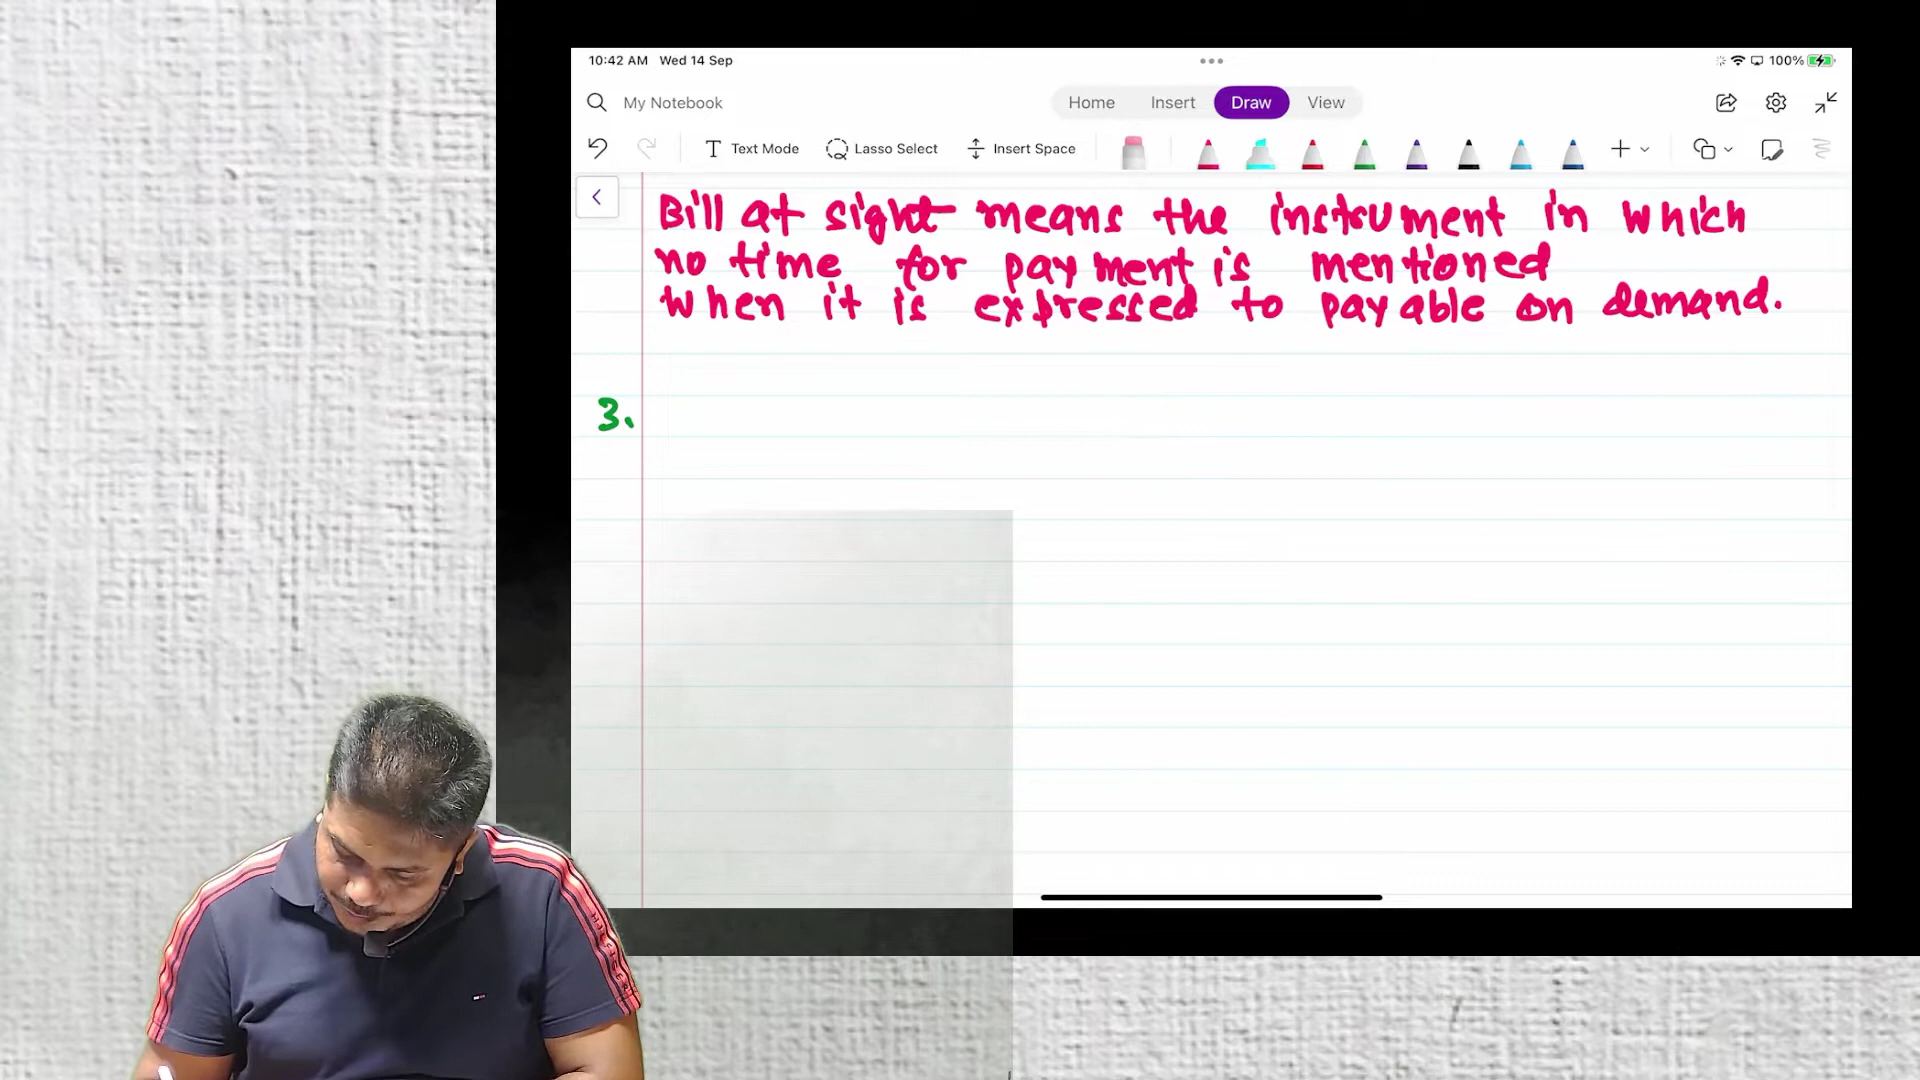 10:42 AM Wed 14 Sep
100%
My Notebook
Home Insert Draw View
Text Mode Lasso Select Insert Space
Bill at sight means the instrument in which
no time for payment is mentioned
when it is expressed to payable on demand.
3.